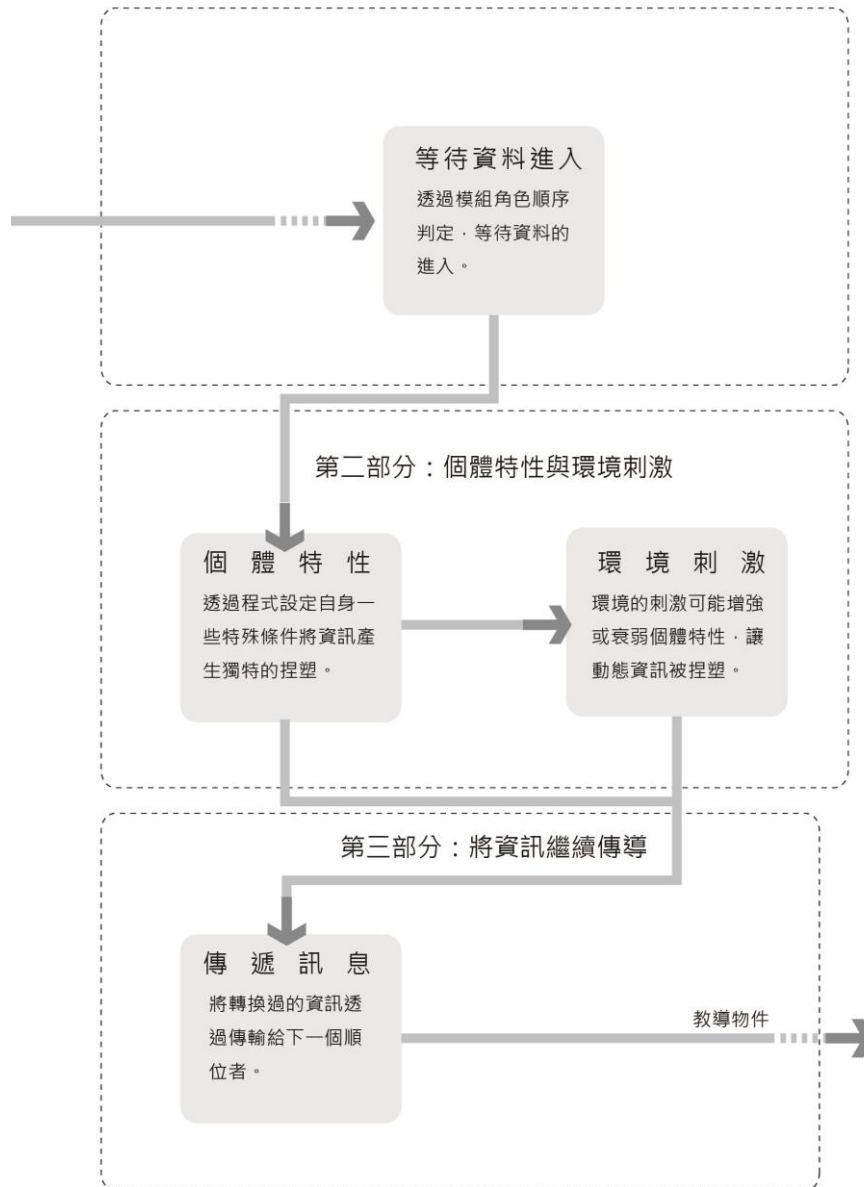 等待資料進入
透過模組角色順序
判定，等待資料的
進入。
第二部分：個體特性與環境刺激
個體特性
透過程式設定自身一
些特殊條件將資訊產
生獨特的捏塑。
環境刺激
環境的刺激可能增強
或衰弱個體特性，讓
動態資訊被捏塑。
第三部分：將資訊繼續傳導
傳遞訊息
將轉換過的資訊透
過傳輸給下一個順
位者。
教導物件